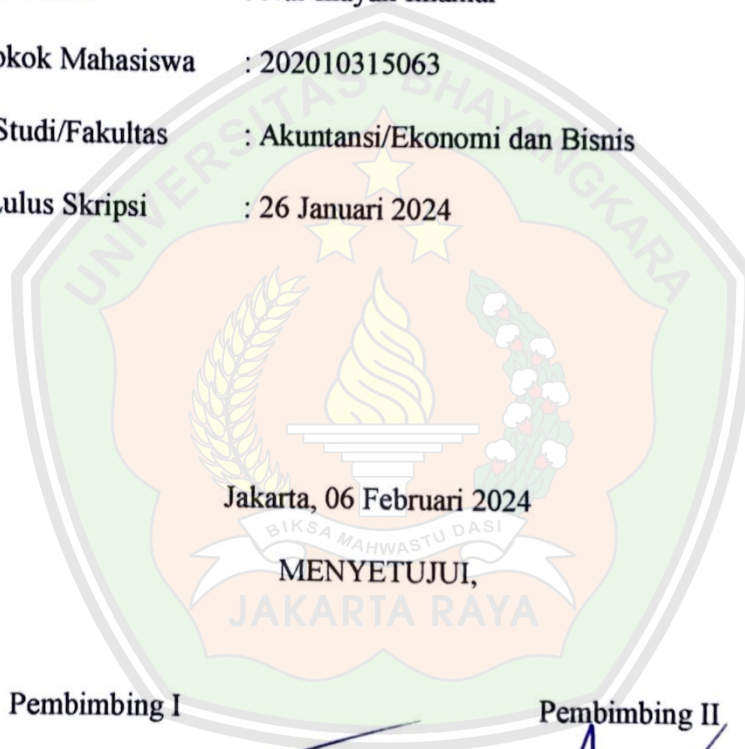 okok Mahasiswa : 202010315063
Studi/Fakultas : Akuntansi/Ekonomi dan Bisnis
ulus Skripsi : 26 Januari 2024
UNIVERSITAS BHAYANGKARA
Jakarta, 06 Februari 2024
BIKSA MAHWASTU DASI
MENYETUJUI,
JAKARTA RAYA
Pembimbing I Pembimbing II